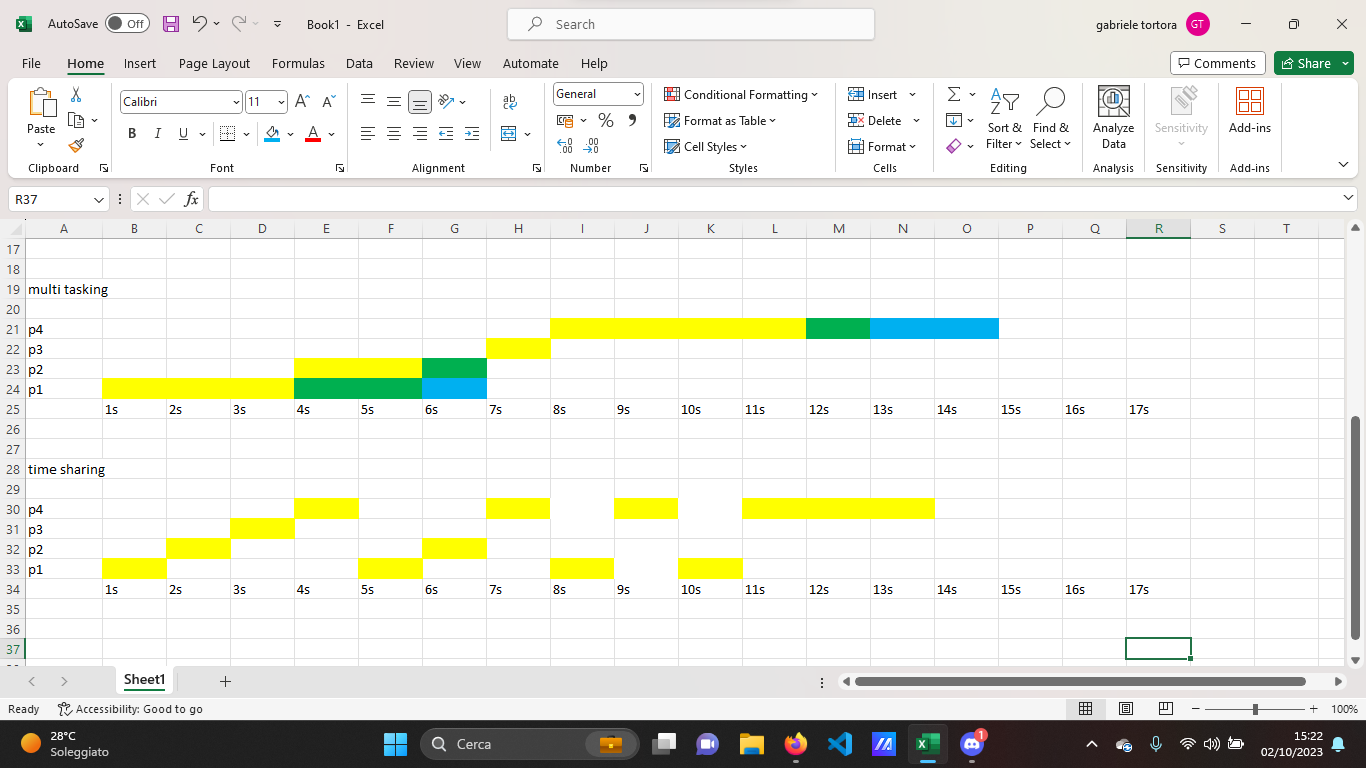 AutoSave Off Book1 - Excel Search gabriele tortora GT
File Home Insert Page Layout Formulas Data Review View Automate Help Comments Share
Paste Calibri 11 B I U ab c General % Conditional Formatting Format as Table Cell Styles Insert Delete Format Sort & Filter Find & Select Analyze Data Sensitivity Add-ins
Clipboard Font Alignment Number Styles Cells Editing Analysis Sensitivity Add-ins
R37 fx
A B C D E F G H I J K L M N O P Q R S T
17
18
19 multi tasking
20
21 p4
22 p3
23 p2
24 p1
25 1s 2s 3s 4s 5s 6s 7s 8s 9s 10s 11s 12s 13s 14s 15s 16s 17s
26
27
28 time sharing
29
30 p4
31 p3
32 p2
33 p1
34 1s 2s 3s 4s 5s 6s 7s 8s 9s 10s 11s 12s 13s 14s 15s 16s 17s
35
36
37
Sheet1
Ready Accessibility: Good to go 100%
28°C
Soleggiato
Cerca
1
15:22
02/10/2023